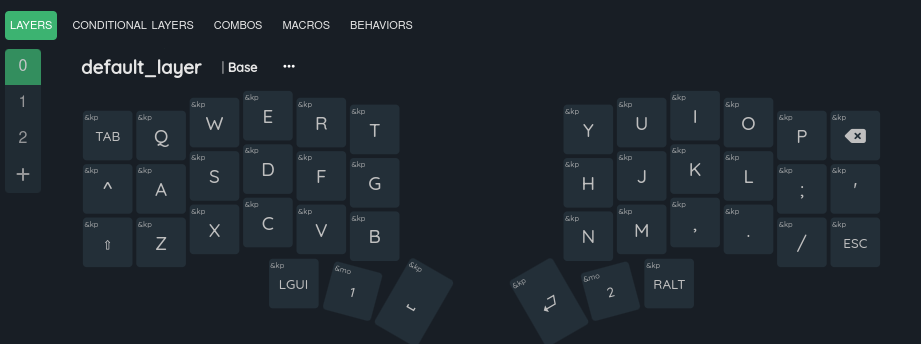 LAYERS CONDITIONAL LAYERS COMBOS MACROS BEHAVIORS
0
1
2
+
default_layer | Base ...
&kp &kp &kp &kp &kp &kp &kp &kp &kp &kp &kp &kp
TAB Q W E R T Y U I O P ⌫
&kp &kp &kp &kp &kp &kp &kp &kp &kp &kp &kp &kp
^ A S D F G H J K L ; '
&kp &kp &kp &kp &kp &kp &kp &kp &kp &kp &kp &kp
⇧ Z X C V B N M , . / ESC
&kp &mo &kp &kp &mo &kp
LGUI 1 ⎵ ⏎ 2 RALT